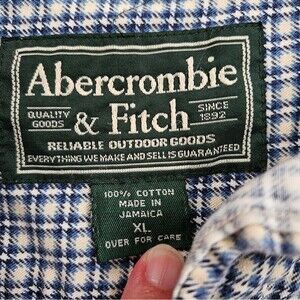 Abercrombie
QUALITY GOODS & Fitch SINCE 1892
RELIABLE OUTDOOR GOODS
EVERYTHING WE MAKE AND SELL IS GUARANTEED
100% COTTON
MADE IN
JAMAICA
XL
OVER FOR CARE